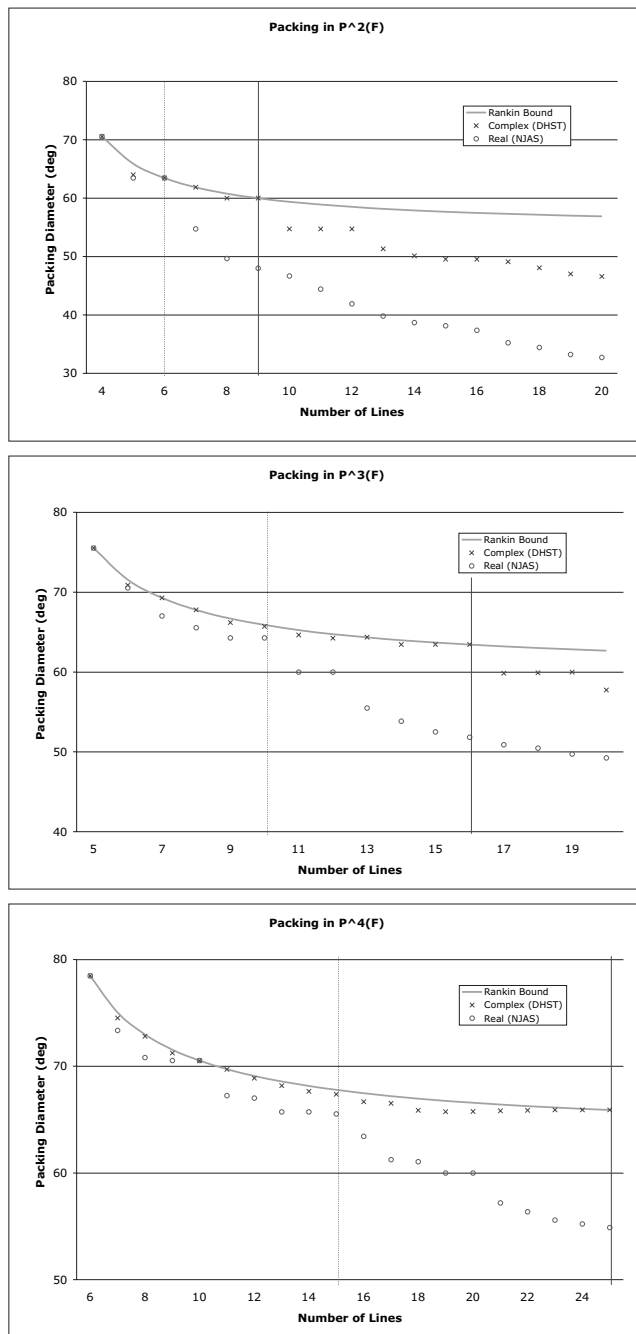 Packing in P^2(F)
80
70
60
50
40
30
Packing Diameter (deg)
Rankin Bound
Complex (DHST)
Real (NJAS)
4 6 8 10 12 14 16 18 20
Number of Lines
Packing in P^3(F)
80
70
60
50
40
Packing Diameter (deg)
Rankin Bound
Complex (DHST)
Real (NJAS)
5 7 9 11 13 15 17 19
Number of Lines
Packing in P^4(F)
80
70
60
50
Packing Diameter (deg)
Rankin Bound
Complex (DHST)
Real (NJAS)
6 8 10 12 14 16 18 20 22 24
Number of Lines